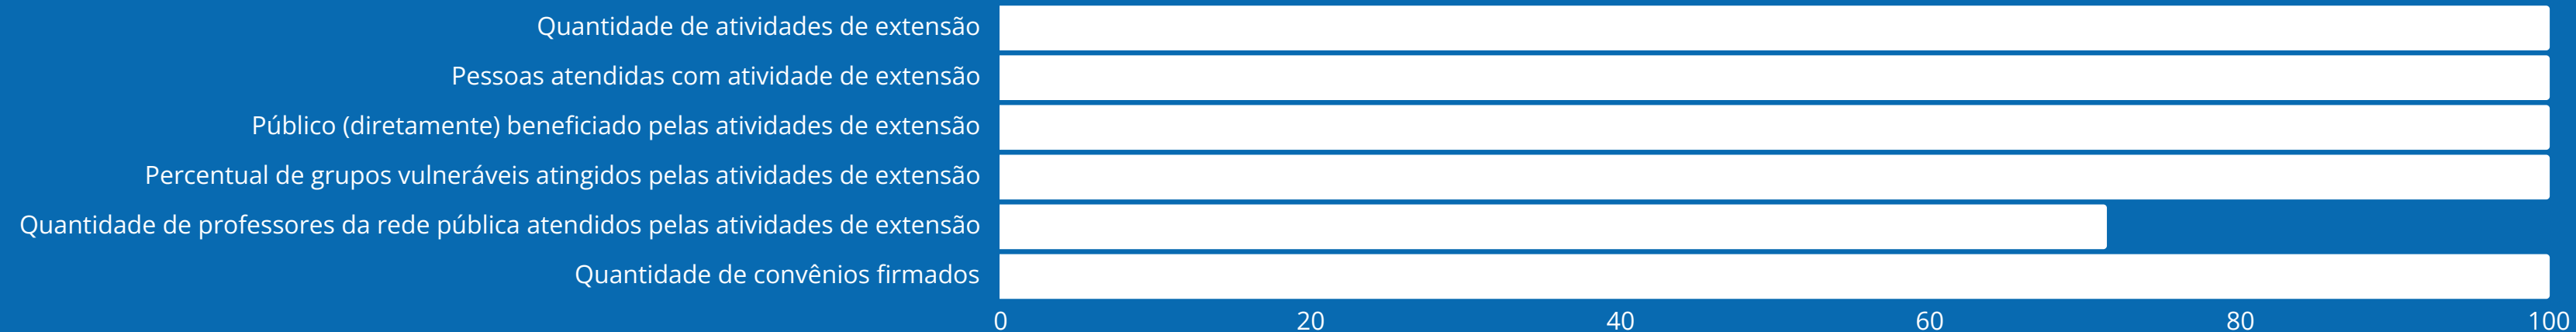 Quantidade de atividades de extensão
Pessoas atendidas com atividade de extensão
Público (diretamente) beneficiado pelas atividades de extensão
Percentual de grupos vulneráveis atingidos pelas atividades de extensão
Quantidade de professores da rede pública atendidos pelas atividades de extensão
Quantidade de convênios firmados
0 20 40 60 80 100